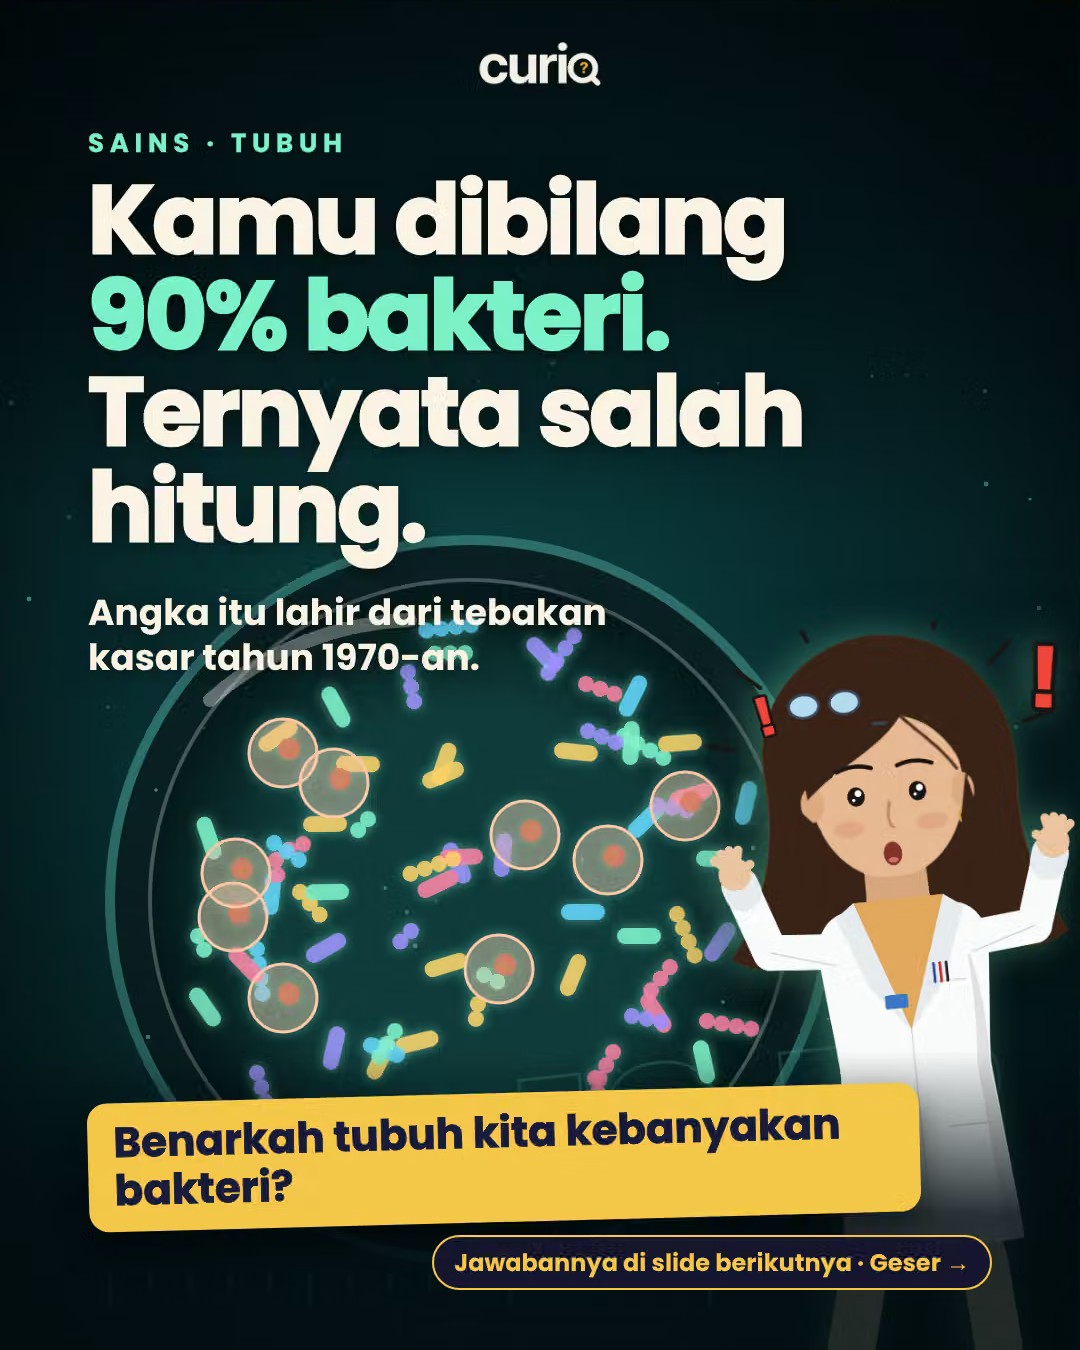 curio
SAINS · TUBUH
Kamu dibilang
90% bakteri.
Ternyata salah
hitung.
Angka itu lahir dari tebakan
kasar tahun 1970-an.
Benarkah tubuh kita kebanyakan
bakteri?
Jawabannya di slide berikutnya · Geser →